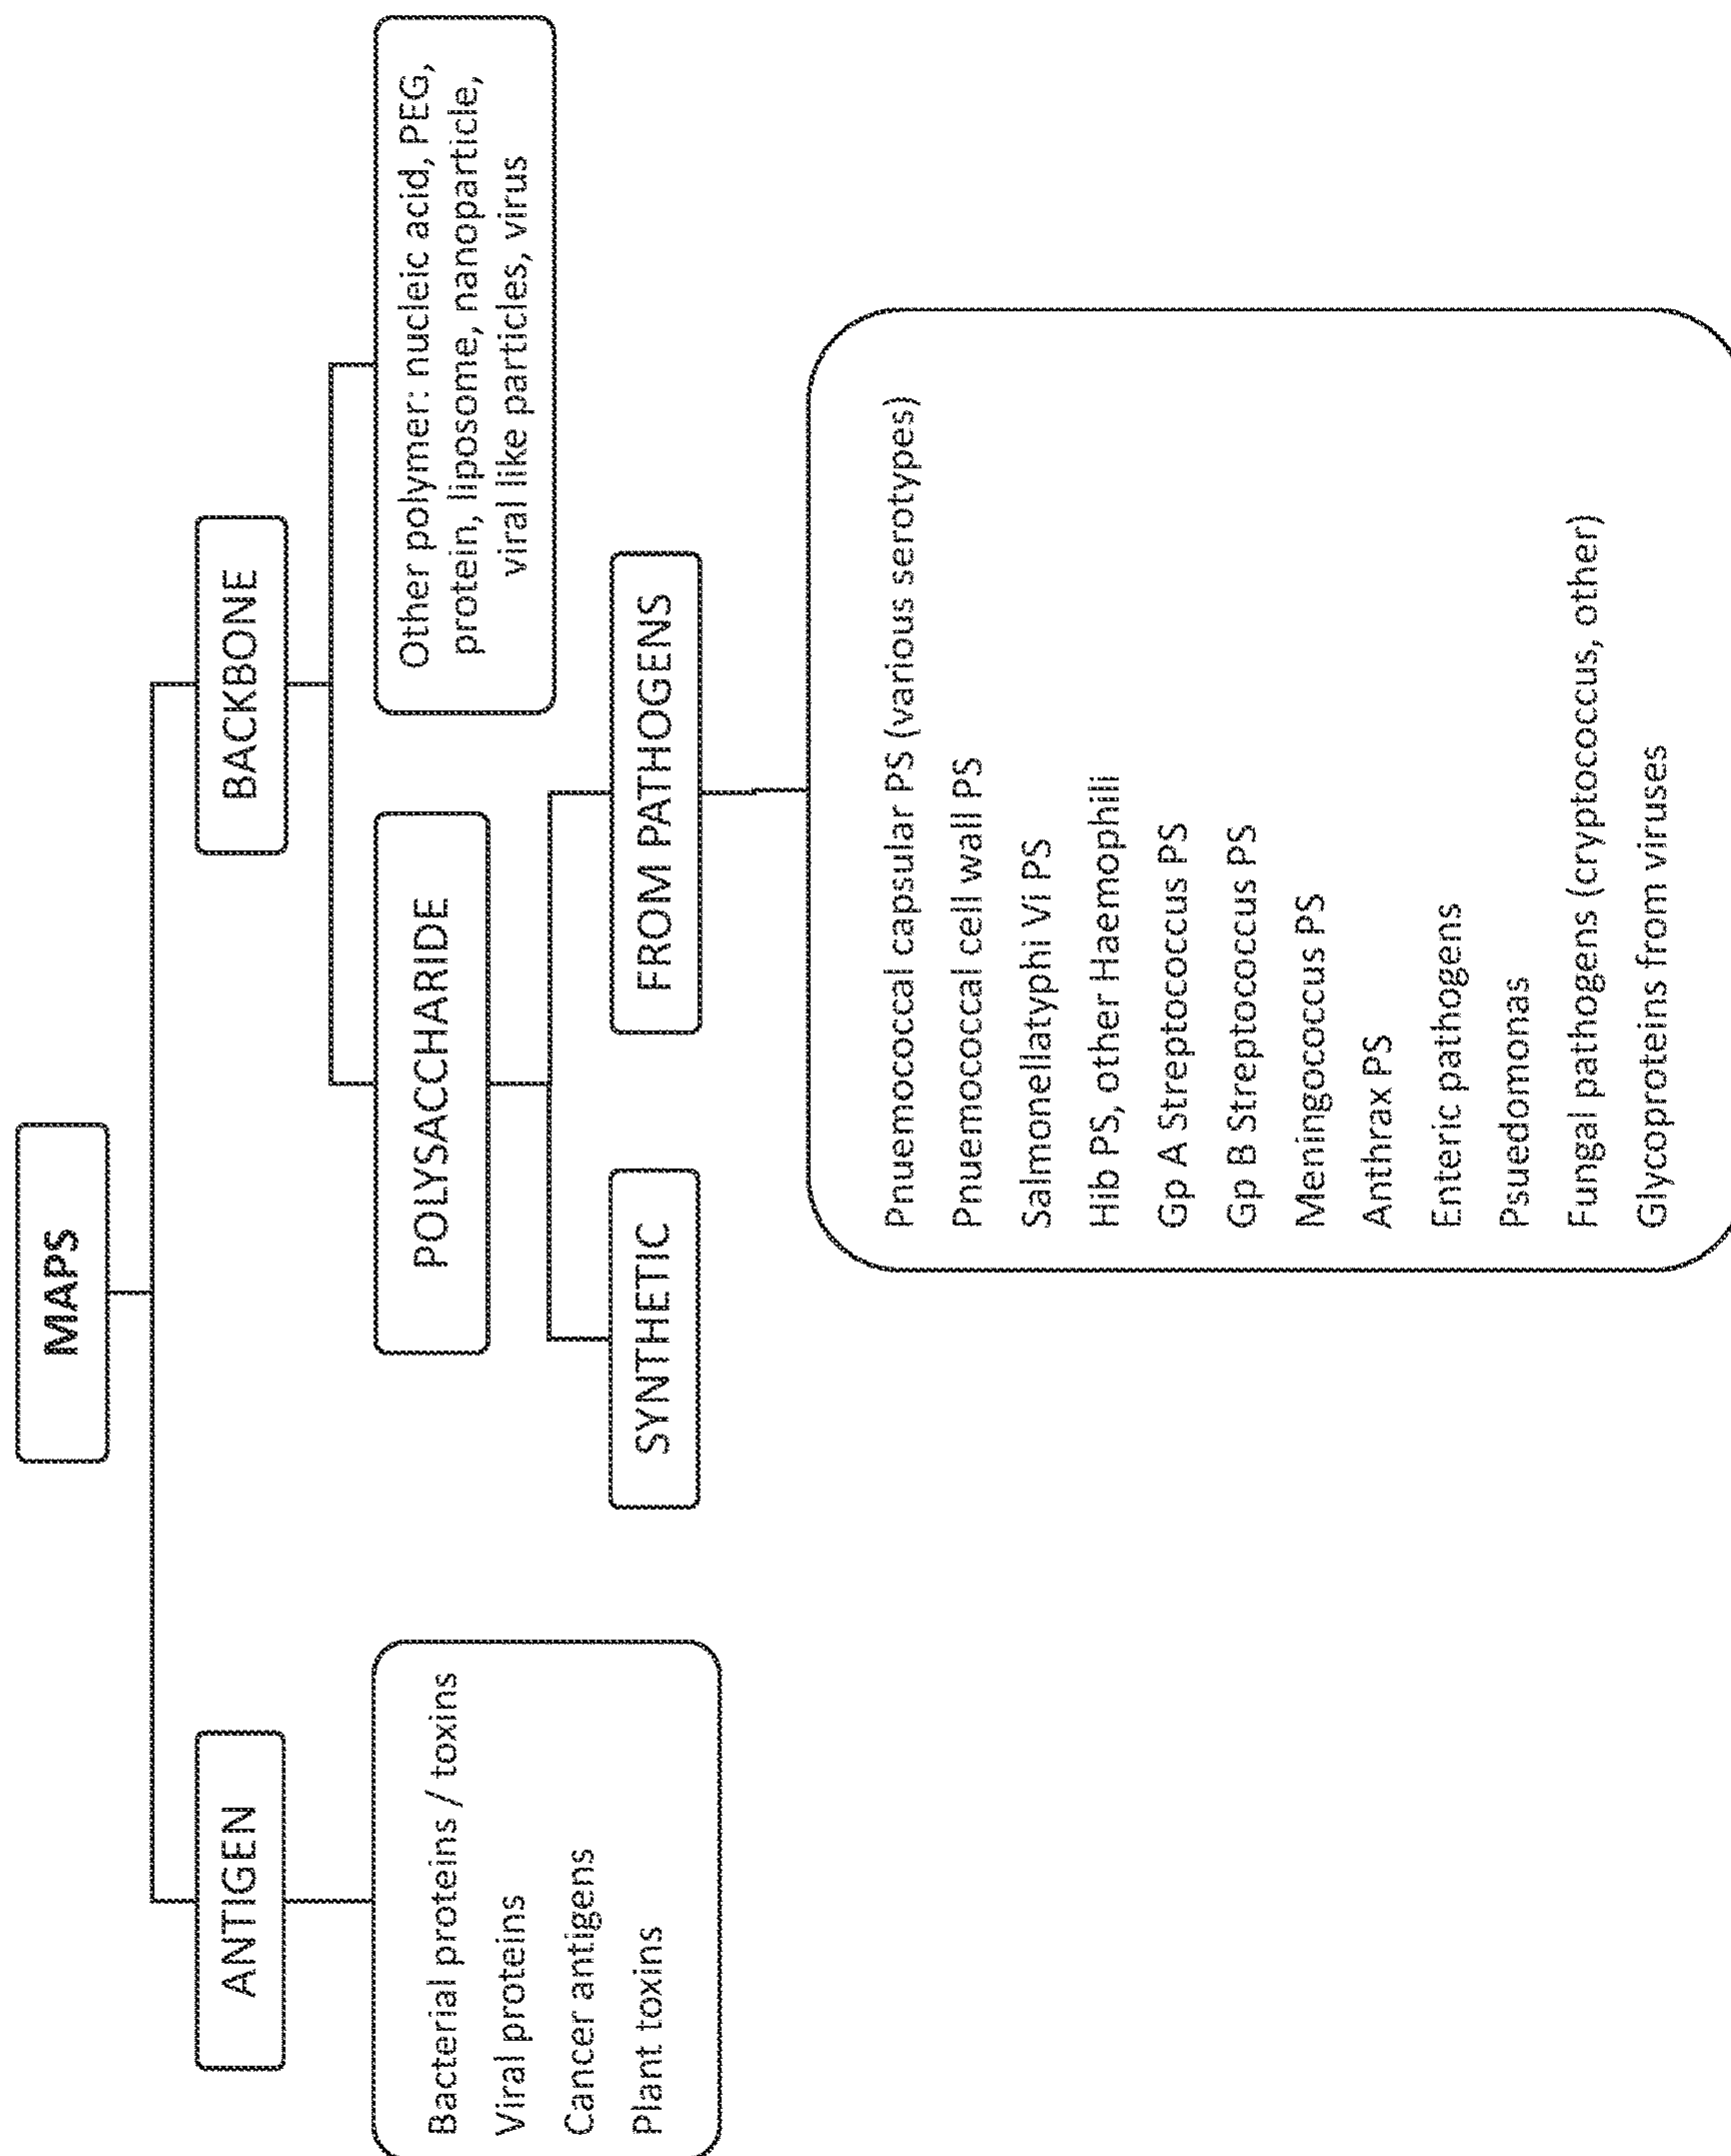 MAPS
ANTIGEN
BACKBONE
Bacterial proteins / toxins
Viral proteins
Cancer antigens
Plant toxins
POLYSACCHARIDE
Other polymer: nucleic acid, PEG,
protein, liposome, nanoparticle,
viral like particles, virus
SYNTHETIC
FROM PATHOGENS
Pnuemococcal capsular PS (various serotypes)
Pnuemococcal cell wall PS
Salmonellatyphi Vi PS
Hib PS, other Haemophili
Gp A Streptococcus PS
Gp B Streptococcus PS
Meningococcus PS
Anthrax PS
Enteric pathogens
Psuedomonas
Fungal pathogens (cryptococcus, other)
Glycoproteins from viruses